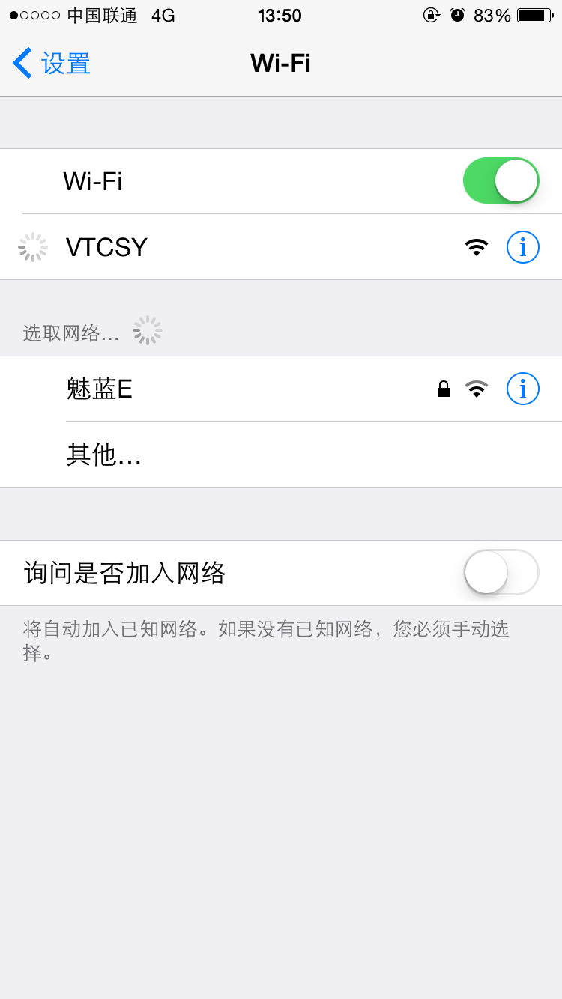 中国联通 4G 13:50 83%
设置 Wi-Fi
Wi-Fi
VTCSY
选取网络...
魅蓝E
其他...
询问是否加入网络
将自动加入已知网络。如果没有已知网络，您必须手动选
择。